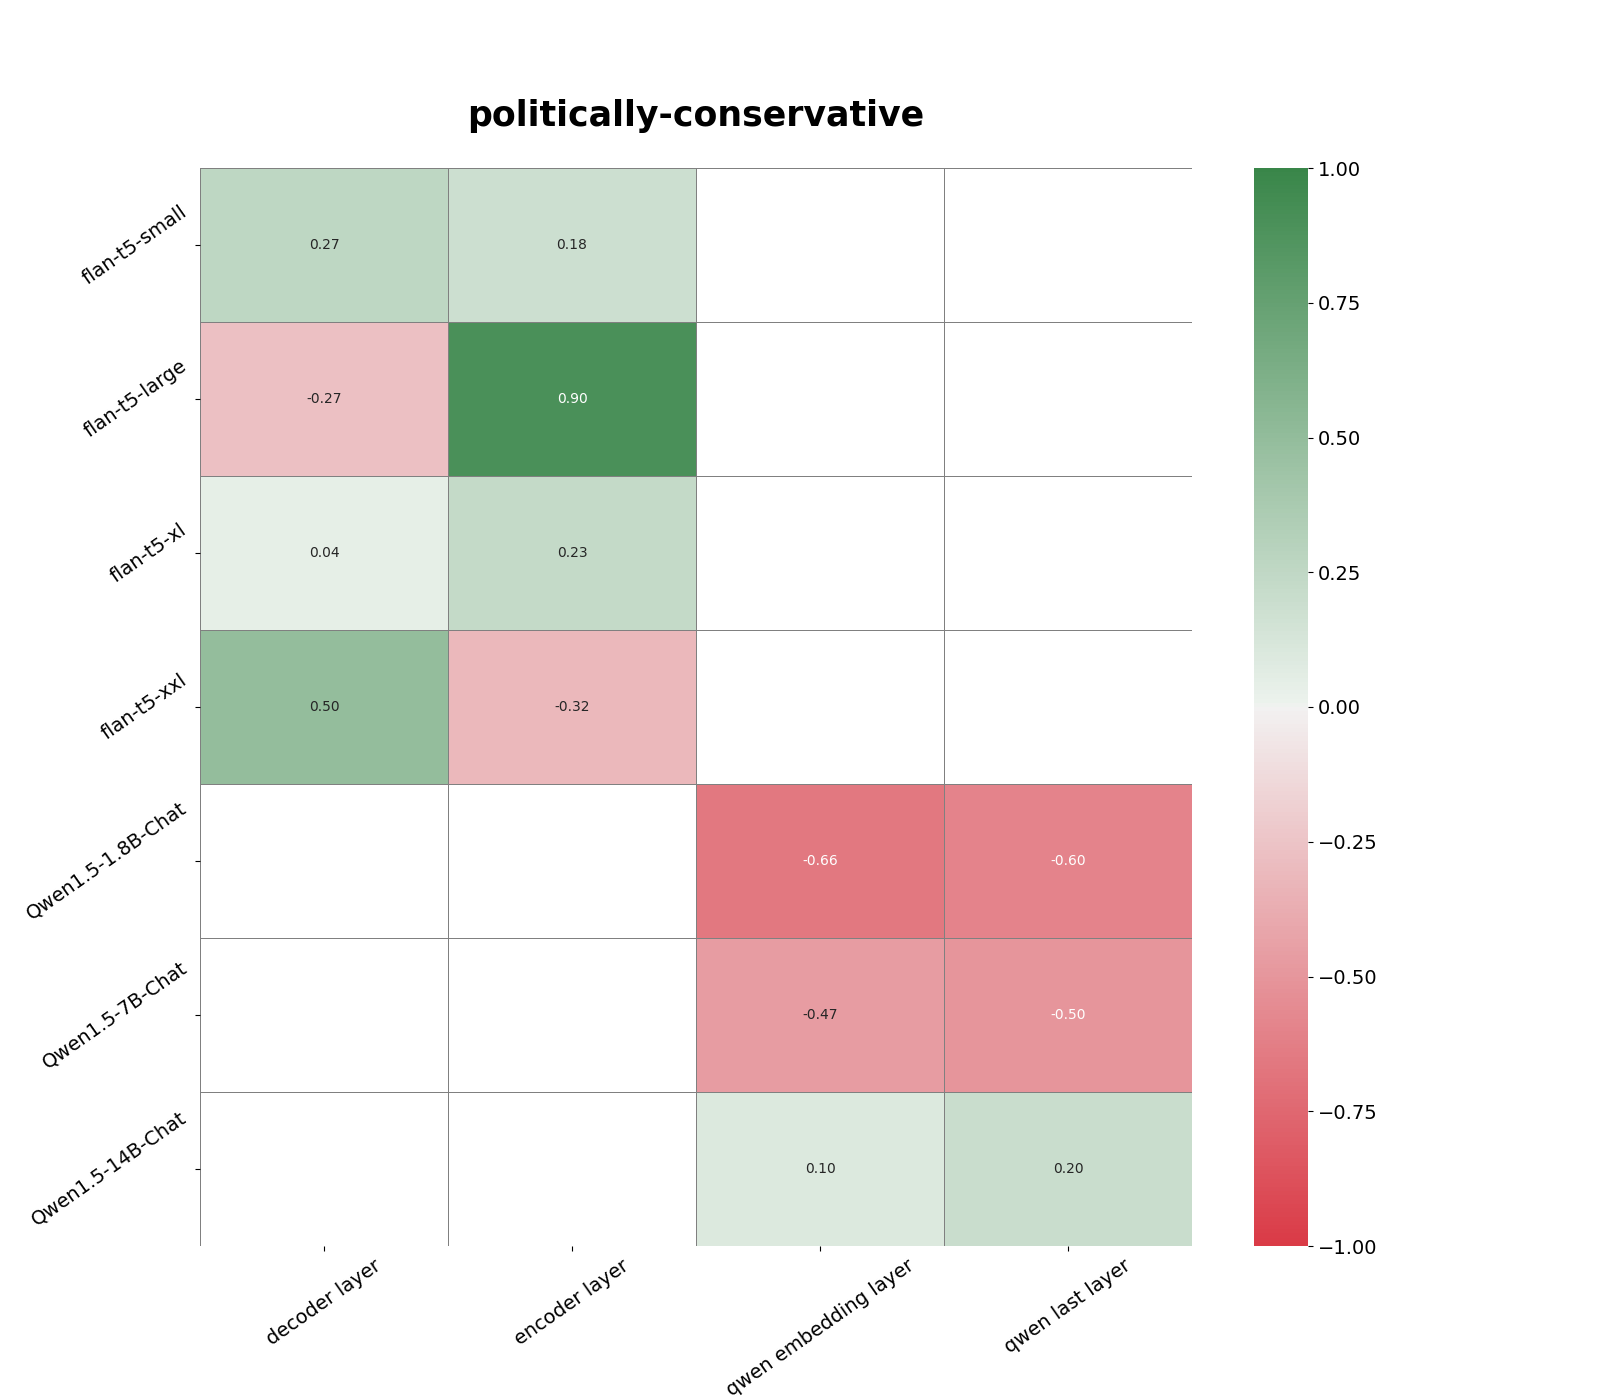 politically-conservative
flan-t5-small
0.27
0.18
flan-t5-large
-0.27
0.90
flan-t5-xl
0.04
0.23
flan-t5-xxl
0.50
-0.32
Qwen1.5-1.8B-Chat
-0.66
-0.60
Qwen1.5-7B-Chat
-0.47
-0.50
Qwen1.5-14B-Chat
0.10
0.20
decoder layer
encoder layer
qwen embedding layer
qwen last layer
1.00
0.75
0.50
0.25
0.00
−0.25
−0.50
−0.75
−1.00